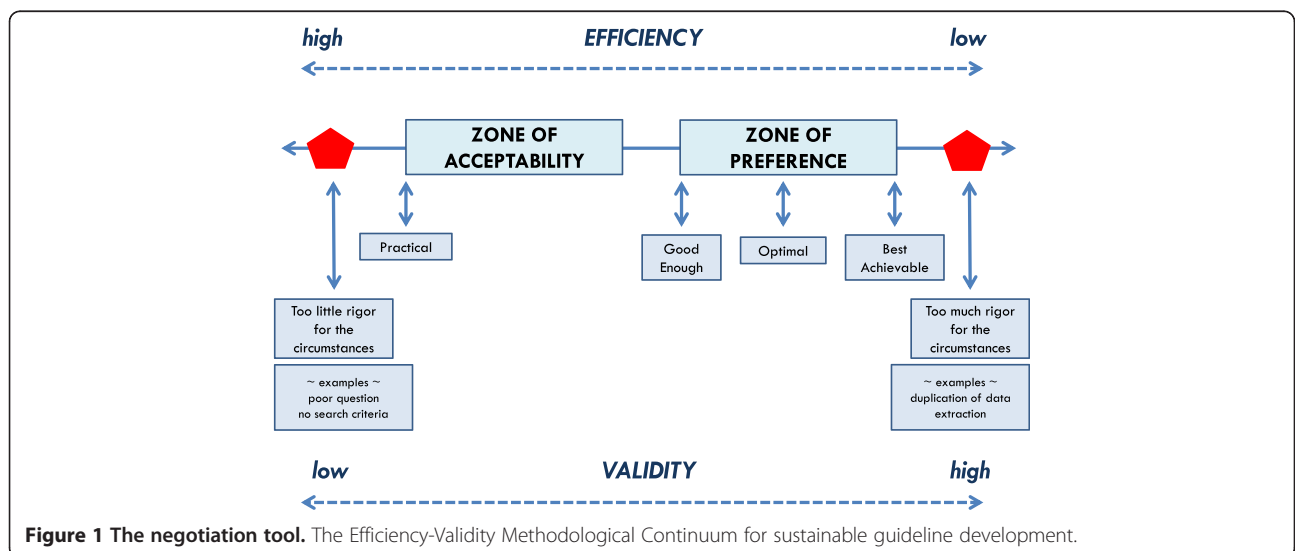 high EFFICIENCY low
ZONE OF
ACCEPTABILITY
ZONE OF
PREFERENCE
Practical
Good
Enough
Optimal
Best
Achievable
Too little rigor
for the
circumstances
Too much rigor
for the
circumstances
~ examples ~
poor question
no search criteria
~ examples ~
duplication of data
extraction
low VALIDITY high
Figure 1 The negotiation tool. The Efficiency-Validity Methodological Continuum for sustainable guideline development.